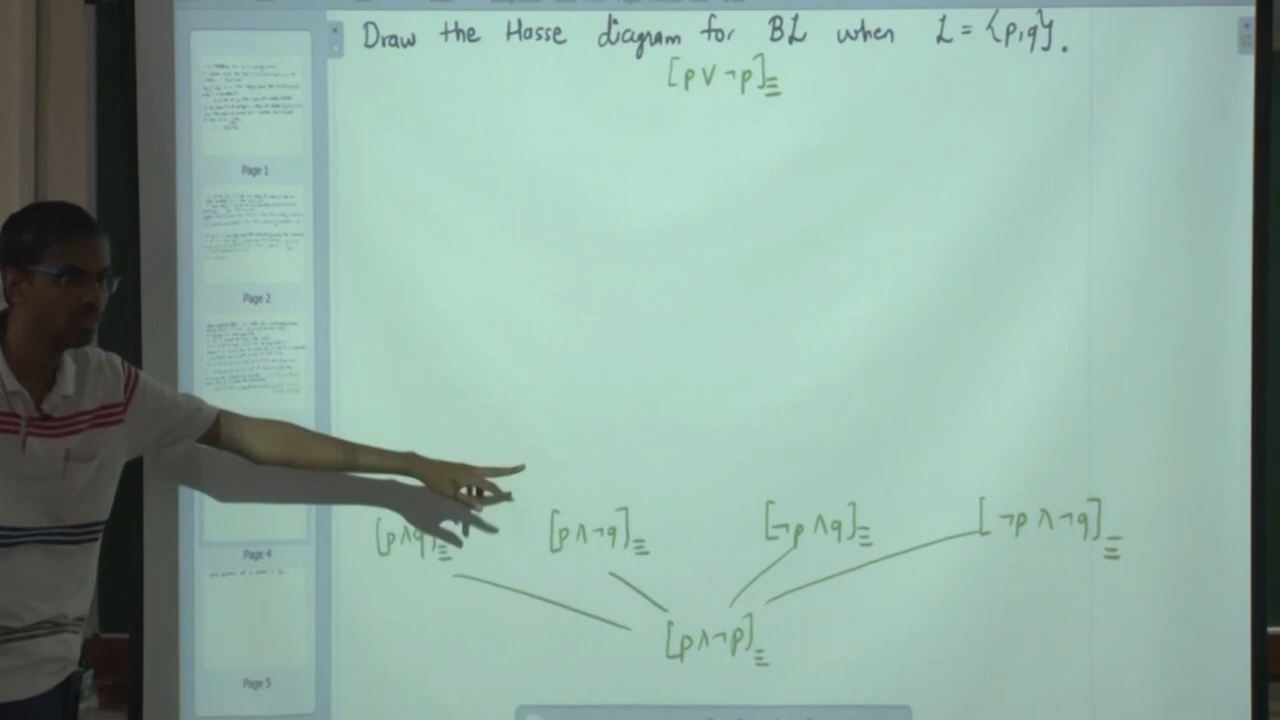 Draw the Hasse diagram for BL when L = {p,q}.
[p ∨ ¬p]≡
Page 1
Page 2
[p∧q]≡ [p∧¬q]≡ [¬p∧q]≡ [¬p∧¬q]≡
Page 4
[p∧¬p]≡
Page 5